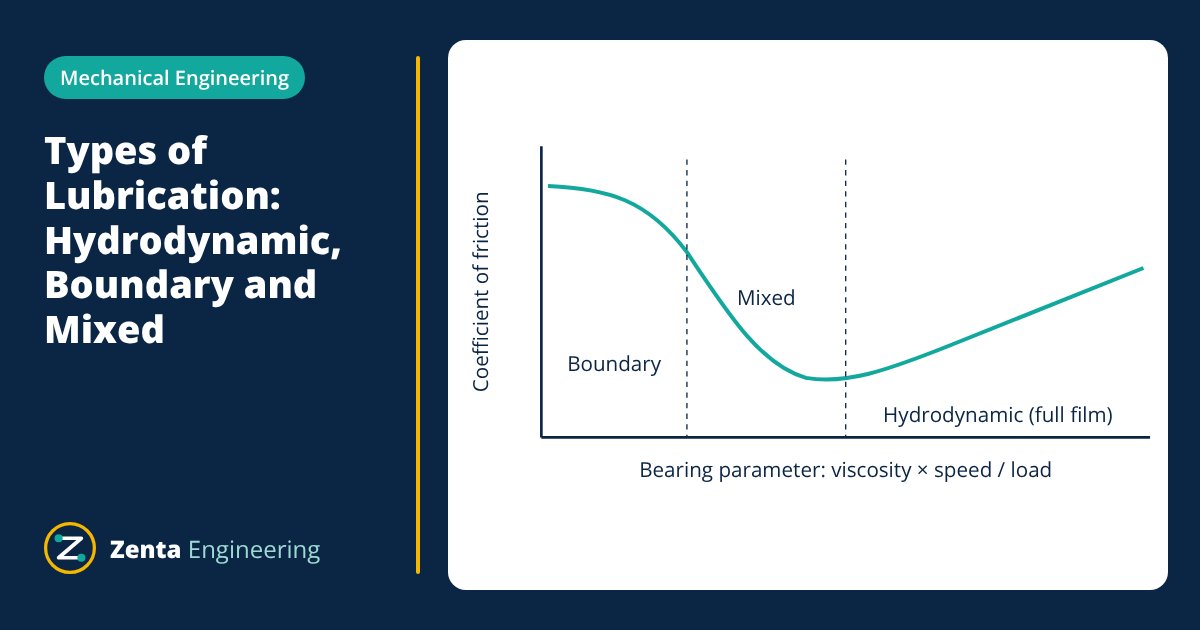 Mechanical Engineering
Types of
Lubrication:
Hydrodynamic,
Boundary and
Mixed
Zenta Engineering
Coefficient of friction
Mixed
Boundary
Hydrodynamic (full film)
Bearing parameter: viscosity × speed / load